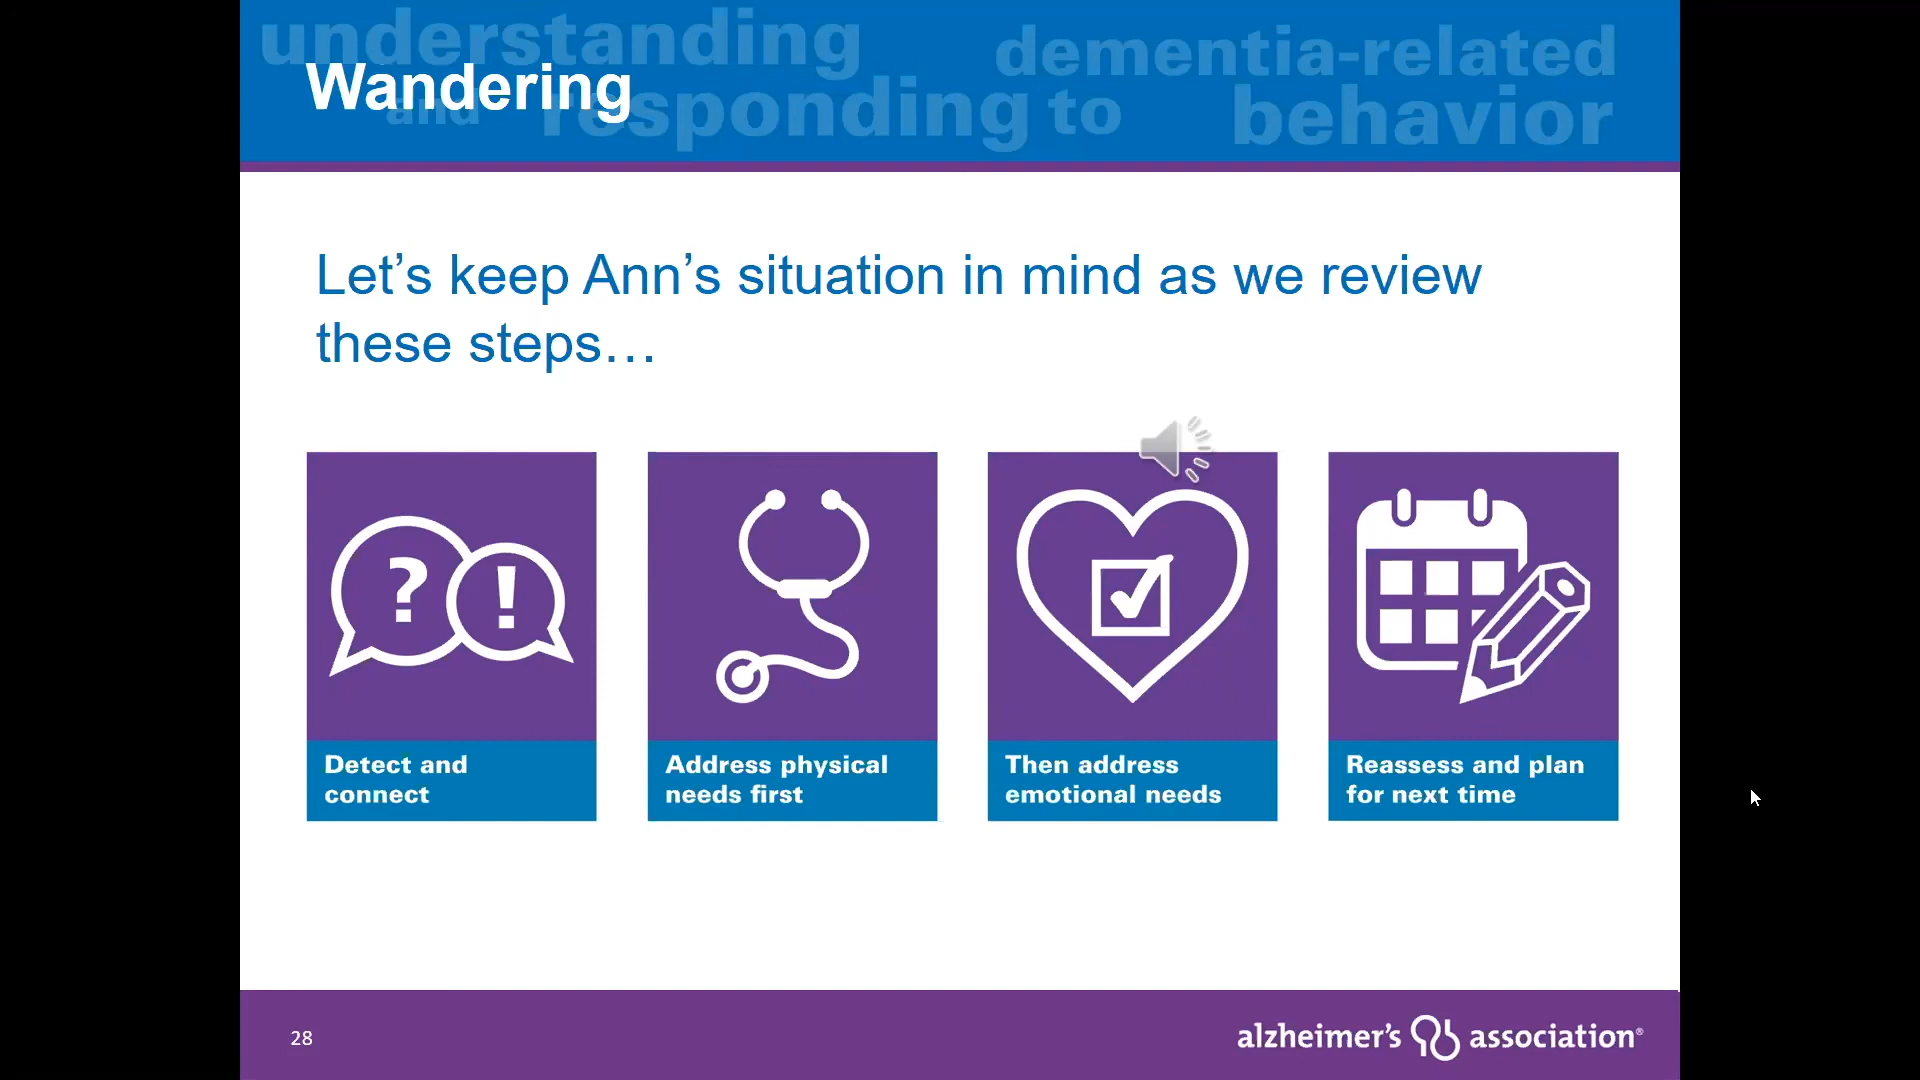 understanding
dementia-related
Wandering
and responding to
behavior
Let’s keep Ann’s situation in mind as we review
these steps…
?
!
Detect and
connect
Address physical
needs first
Then address
emotional needs
Reassess and plan
for next time
28
alzheimer's association®